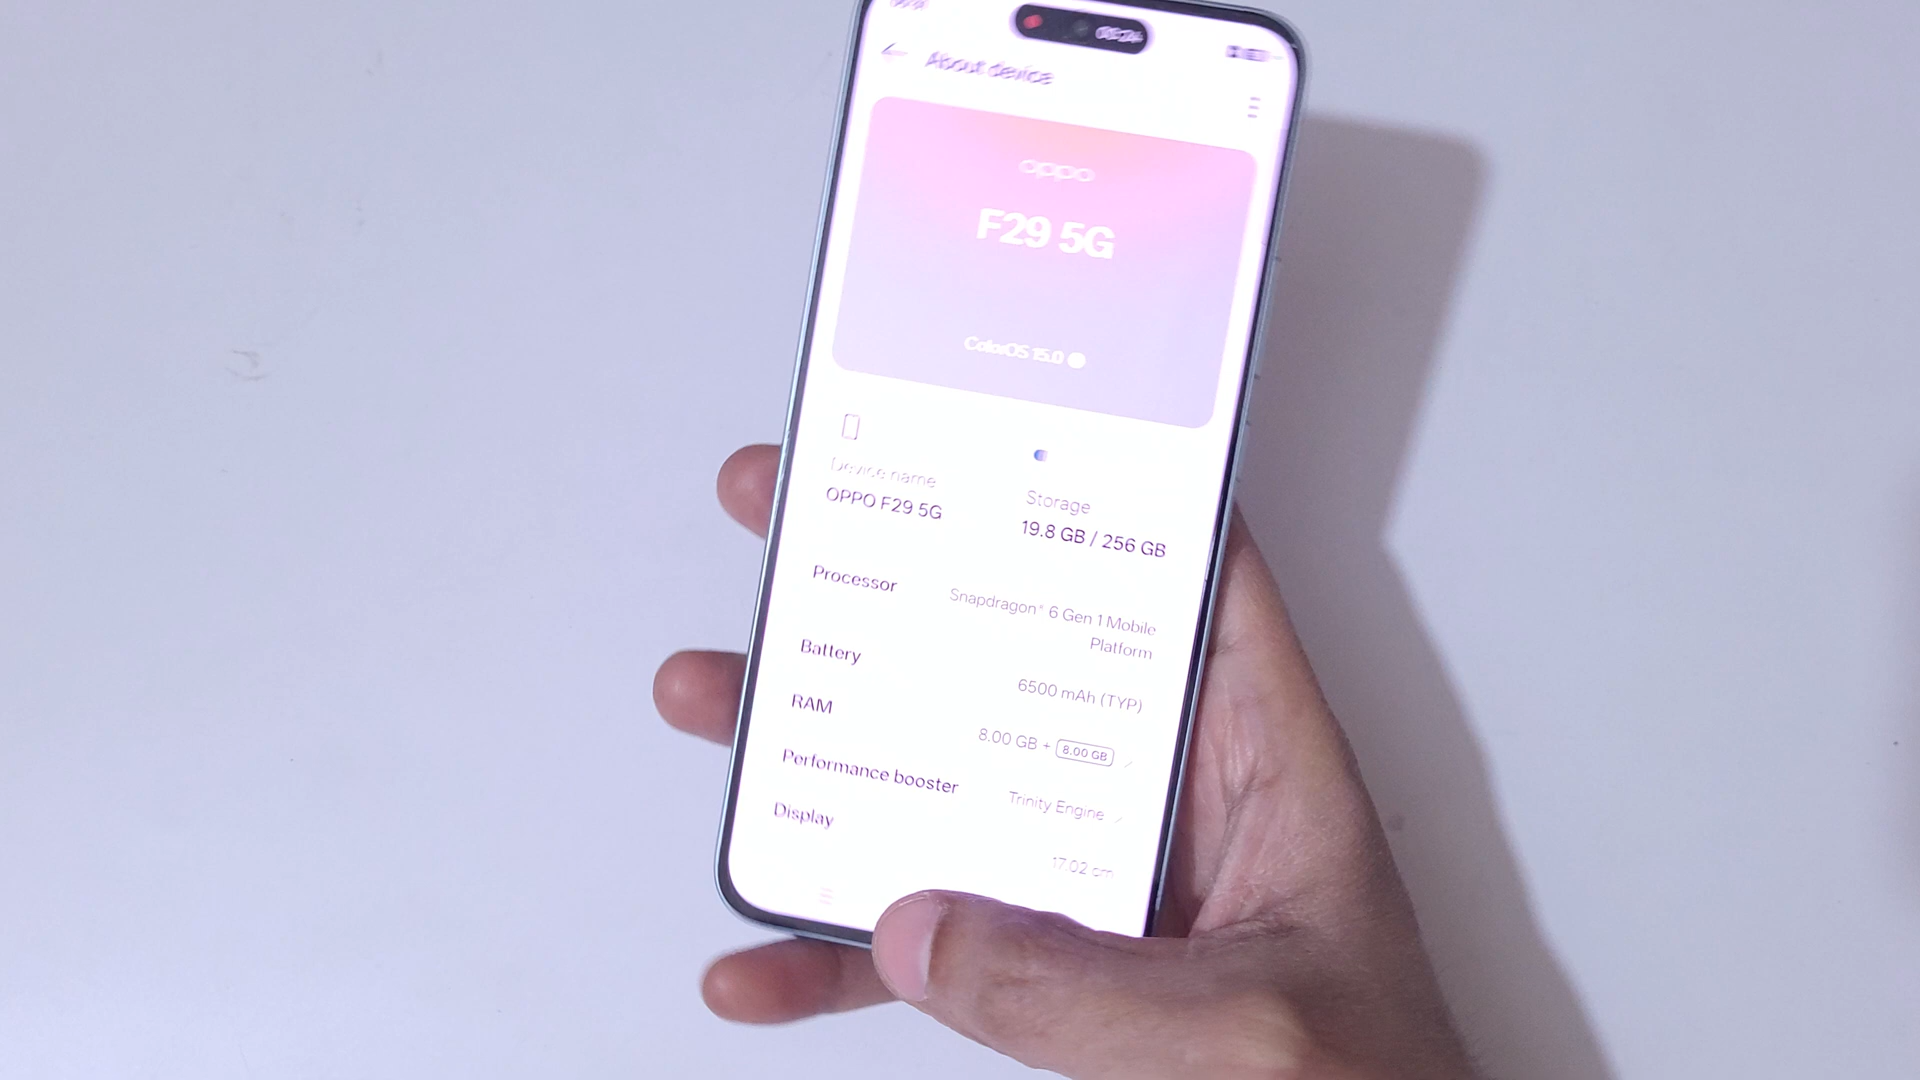 About device
oppo
F29 5G
ColorOS 15.0
Device name
OPPO F29 5G
Storage
19.8 GB / 256 GB
Processor
Snapdragon® 6 Gen 1 Mobile
Platform
Battery
6500 mAh (TYP)
RAM
8.00 GB + 8.00 GB
Performance booster
Trinity Engine
Display
17.02 cm